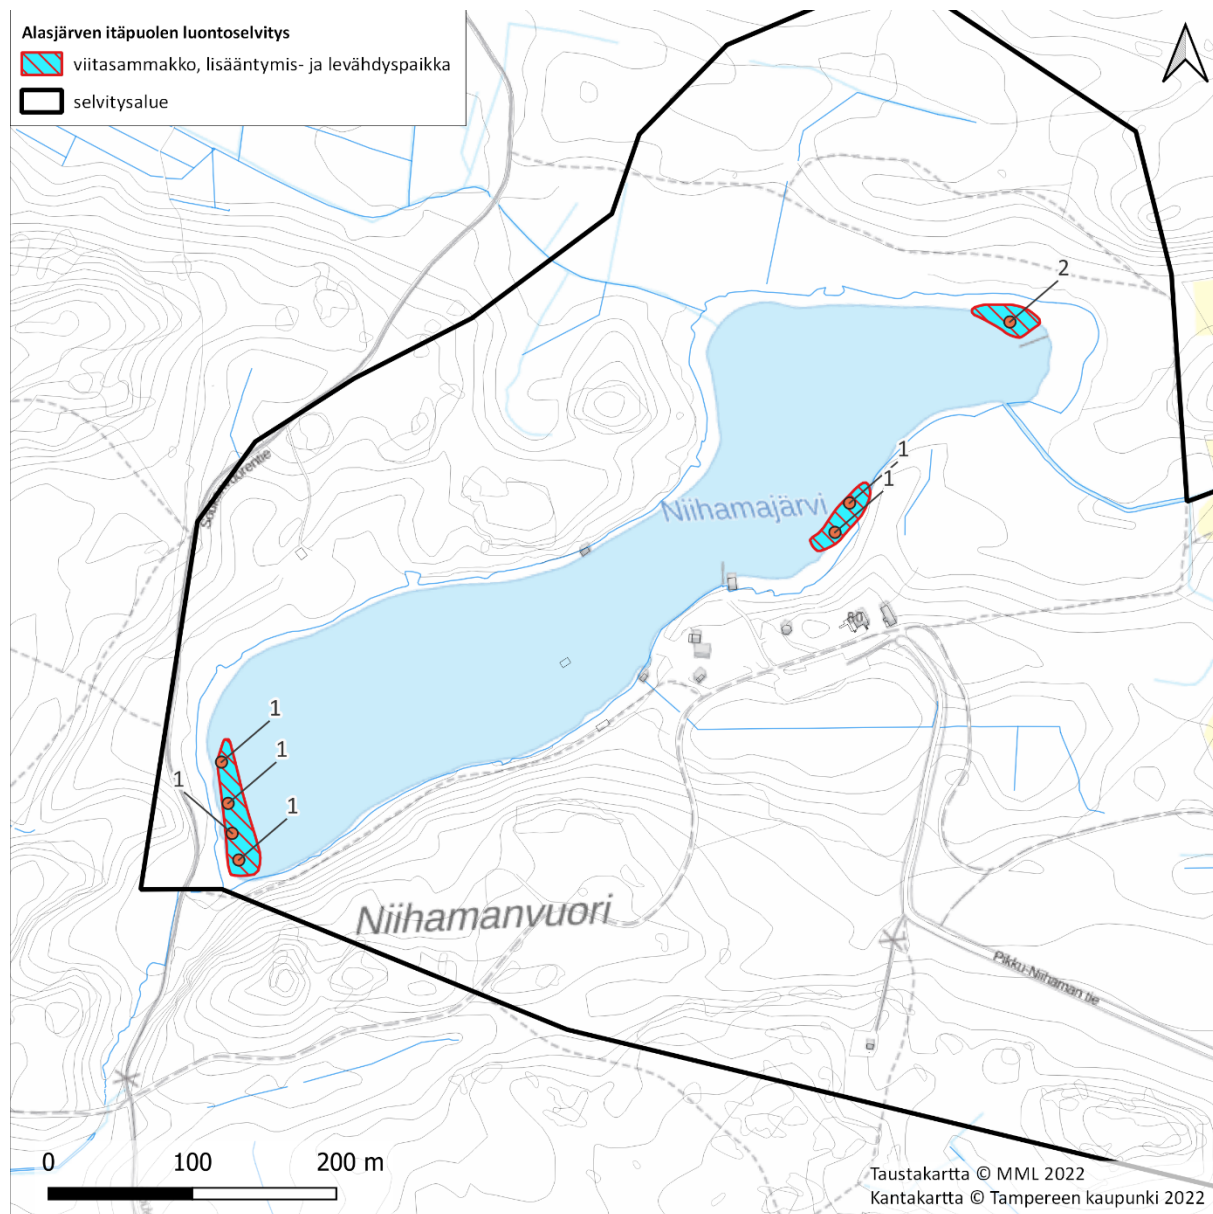 Alasjärven itäpuolen luontoselvitys
viitasammakko, lisääntymis- ja levähdyspaikka
selvitysalue
2
1
1
Niihamajärvi
1
1
1
1
Niihamanvuori
Pikku-Niihaman tie
0 100 200 m
Taustakartta © MML 2022
Kantakartta © Tampereen kaupunki 2022